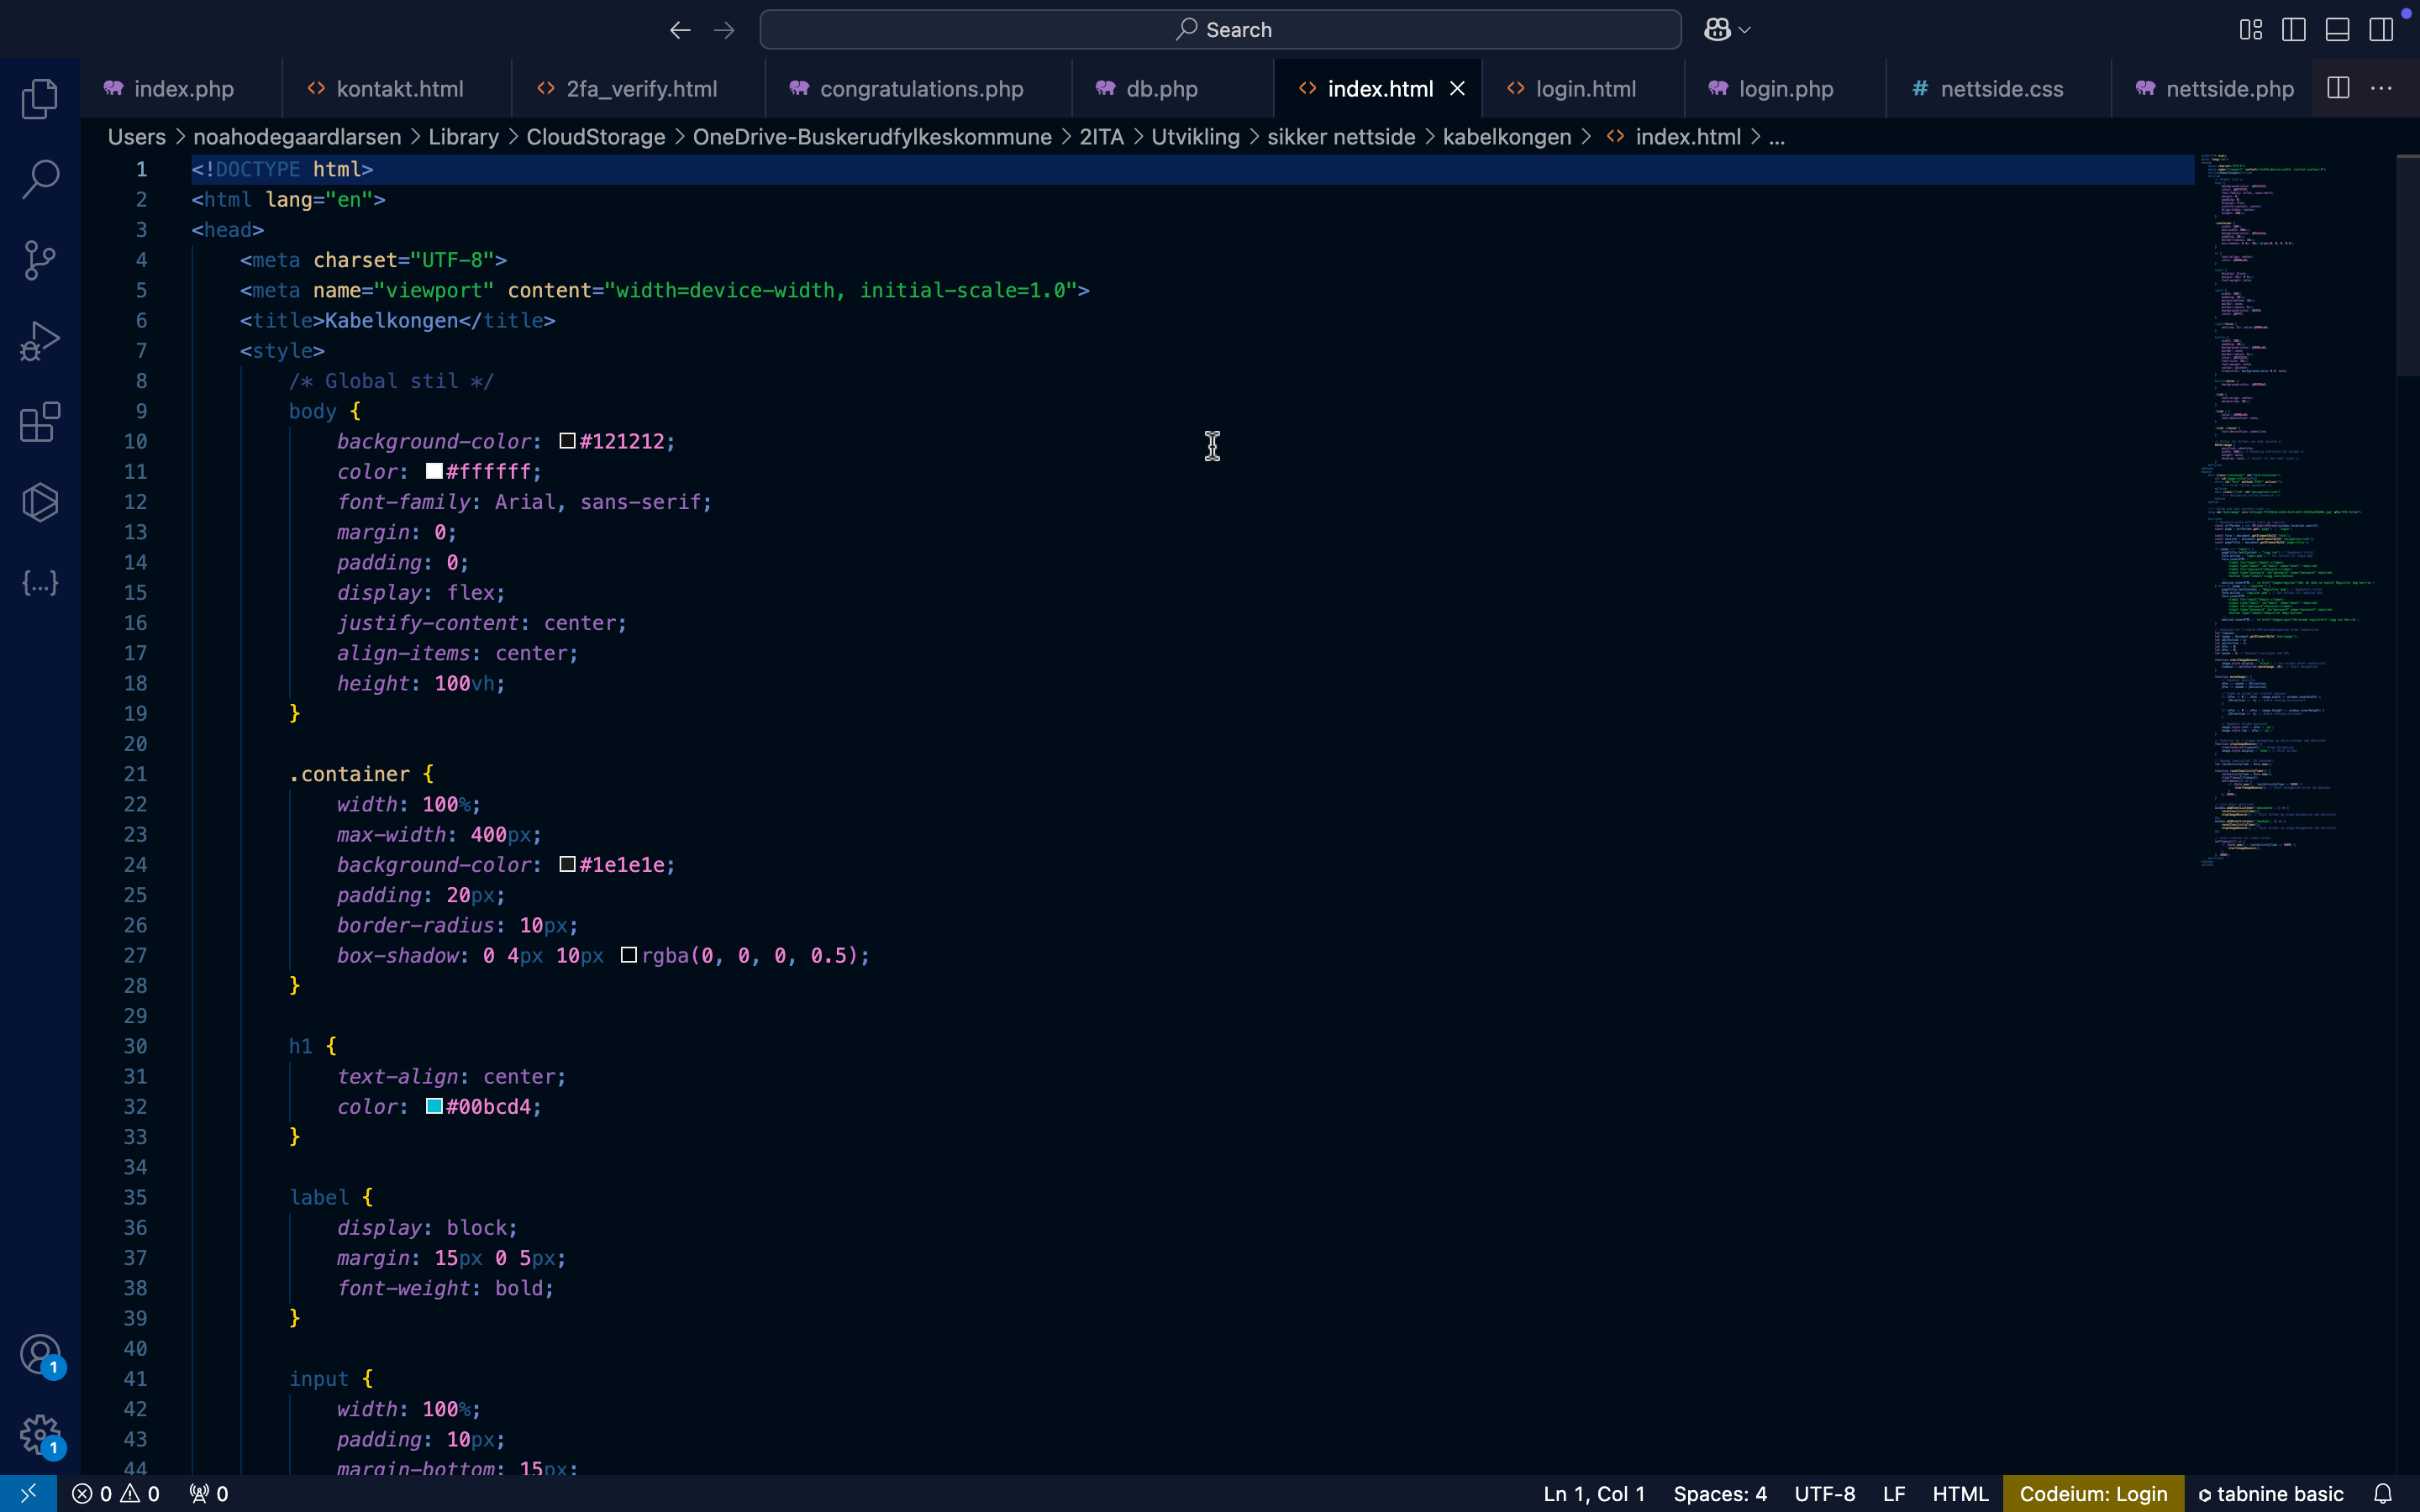 Search
index.php kontakt.html 2fa_verify.html congratulations.php db.php index.html login.html login.php nettside.css nettside.php
Users > noahodegaardlarsen > Library > CloudStorage > OneDrive-Buskerudfylkeskommune > 2ITA > Utvikling > sikker nettside > kabelkongen > index.html > ...
1 <!DOCTYPE html>
2 <html lang="en">
3 <head>
4 <meta charset="UTF-8">
5 <meta name="viewport" content="width=device-width, initial-scale=1.0">
6 <title>Kabelkongen</title>
7 <style>
8 /* Global stil */
9 body {
10 background-color: #121212;
11 color: #ffffff;
12 font-family: Arial, sans-serif;
13 margin: 0;
14 padding: 0;
15 display: flex;
16 justify-content: center;
17 align-items: center;
18 height: 100vh;
19 }
20
21 .container {
22 width: 100%;
23 max-width: 400px;
24 background-color: #1e1e1e;
25 padding: 20px;
26 border-radius: 10px;
27 box-shadow: 0 4px 10px rgba(0, 0, 0, 0.5);
28 }
29
30 h1 {
31 text-align: center;
32 color: #00bcd4;
33 }
34
35 label {
36 display: block;
37 margin: 15px 0 5px;
38 font-weight: bold;
39 }
40
41 input {
42 width: 100%;
43 padding: 10px;
44 margin-bottom: 15px;
1
1
0 0 0 Ln 1, Col 1 Spaces: 4 UTF-8 LF HTML Codeium: Login tabnine basic